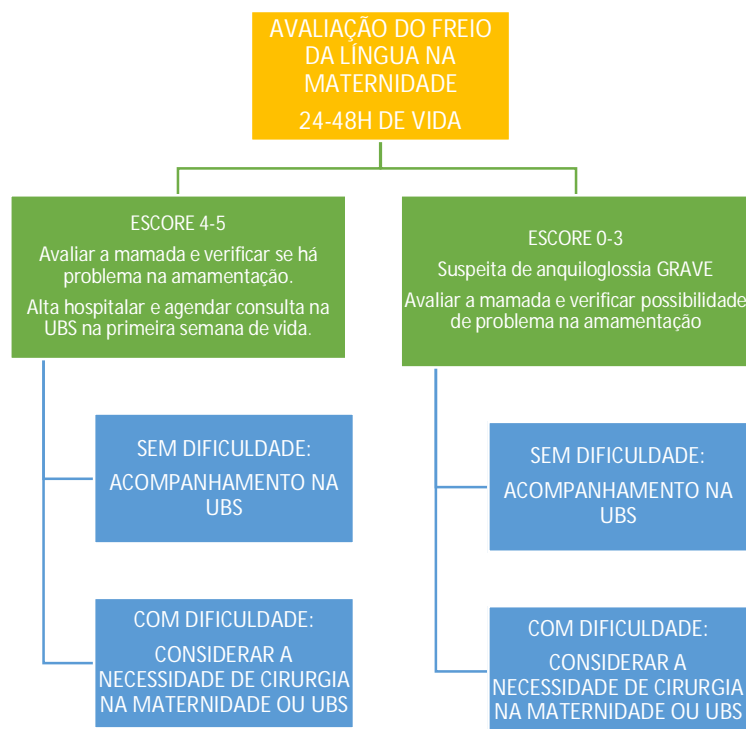 AVALIAÇÃO DO FREIO
DA LÍNGUA NA
MATERNIDADE
24-48H DE VIDA
ESCORE 4-5
Avaliar a mamada e verificar se há
problema na amamentação.
Alta hospitalar e agendar consulta na
UBS na primeira semana de vida.
ESCORE 0-3
Suspeita de anquiloglossia GRAVE
Avaliar a mamada e verificar possibilidade
de problema na amamentação
SEM DIFICULDADE:
ACOMPANHAMENTO NA
UBS
COM DIFICULDADE:
CONSIDERAR A
NECESSIDADE DE CIRURGIA
NA MATERNIDADE OU UBS
SEM DIFICULDADE:
ACOMPANHAMENTO NA
UBS
COM DIFICULDADE:
CONSIDERAR A
NECESSIDADE DE CIRURGIA
NA MATERNIDADE OU UBS